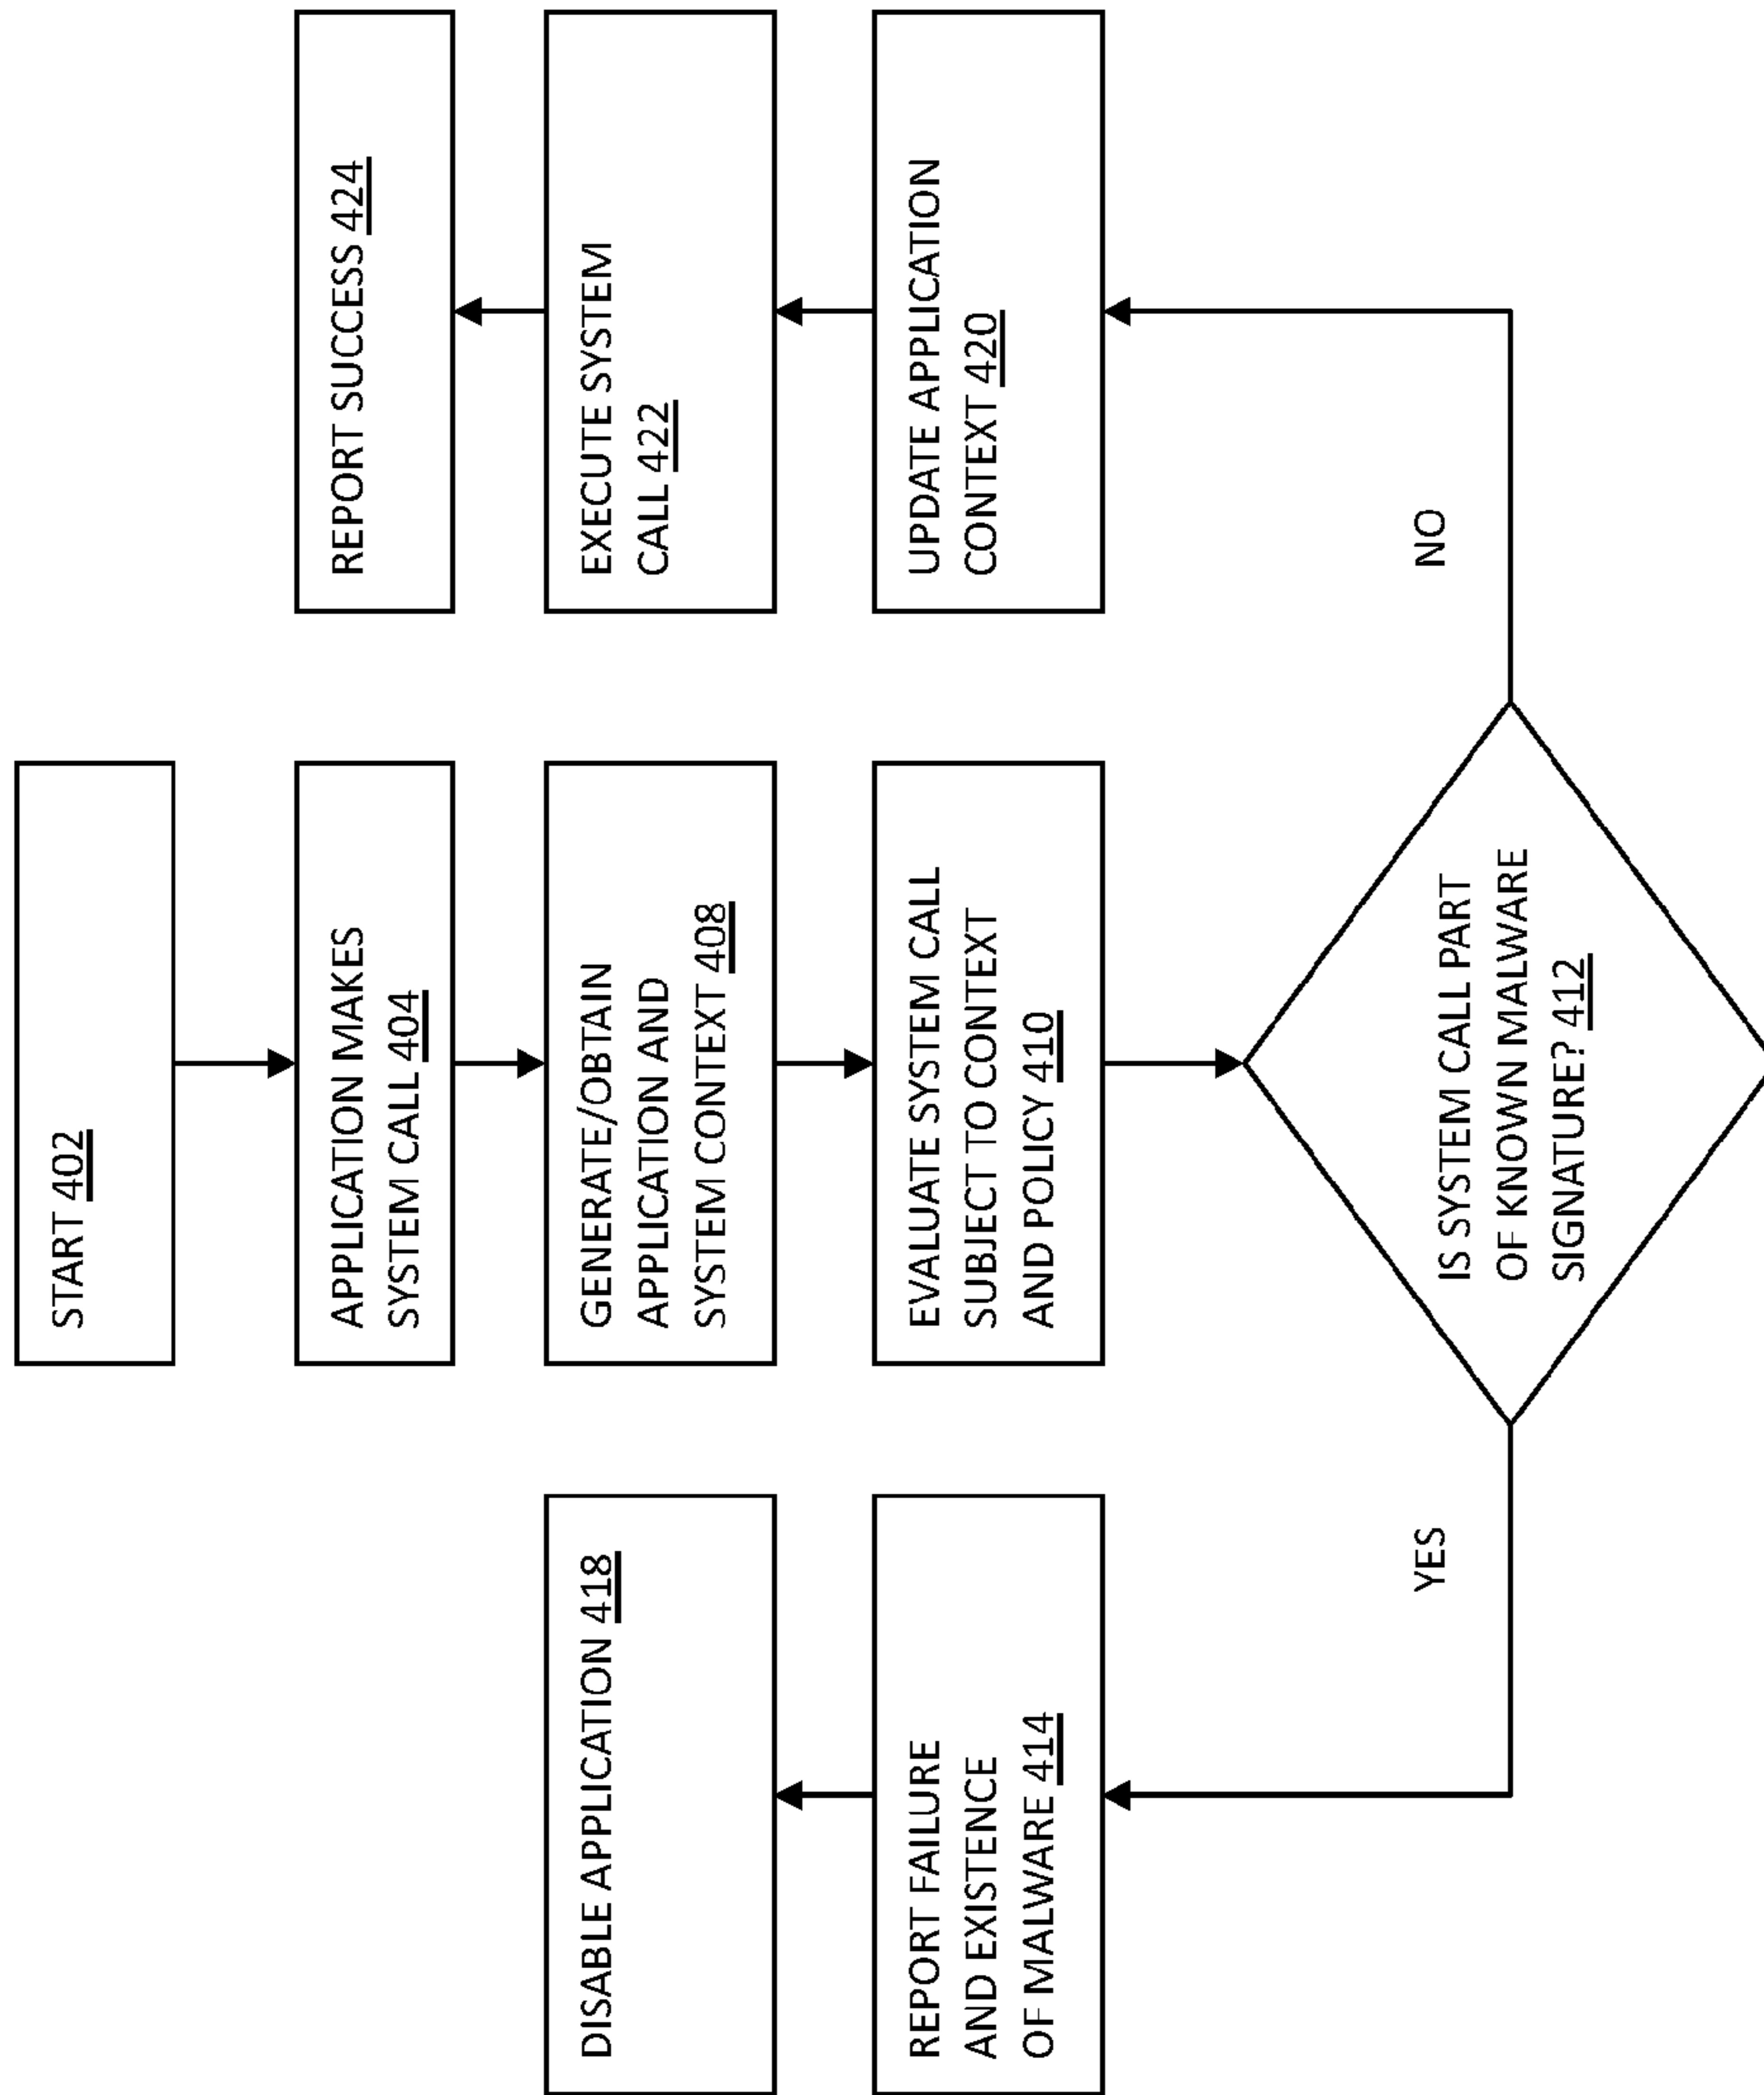 START 402
APPLICATION MAKES
SYSTEM CALL 404
GENERATE/OBTAIN
APPLICATION AND
SYSTEM CONTEXT 408
EVALUATE SYSTEM CALL
SUBJECT TO CONTEXT
AND POLICY 410
IS SYSTEM CALL PART
OF KNOWN MALWARE
SIGNATURE? 412
YES
REPORT FAILURE
AND EXISTENCE
OF MALWARE 414
DISABLE APPLICATION 418
NO
UPDATE APPLICATION
CONTEXT 420
EXECUTE SYSTEM
CALL 422
REPORT SUCCESS 424